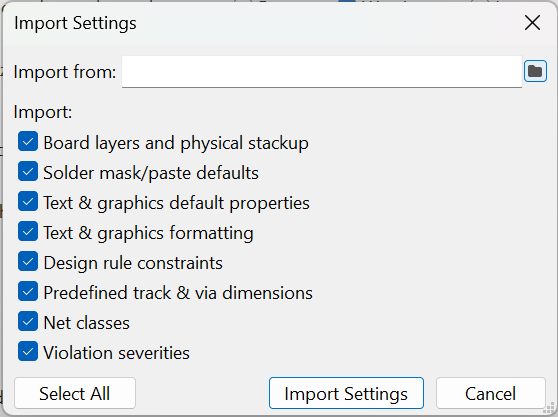 Import Settings
Import from:
Import:
Board layers and physical stackup
Solder mask/paste defaults
Text & graphics default properties
Text & graphics formatting
Design rule constraints
Predefined track & via dimensions
Net classes
Violation severities
Select All Import Settings Cancel